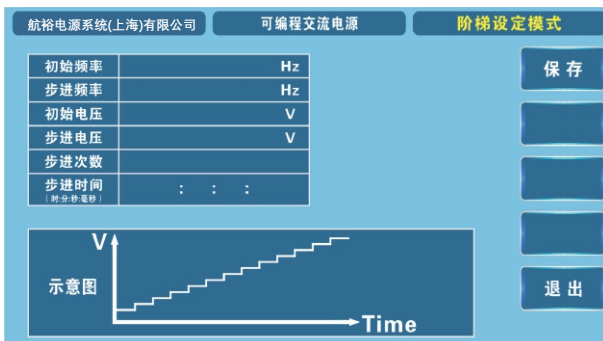 航裕电源系统(上海)有限公司 可编程交流电源 阶梯设定模式
初始频率 Hz
步进频率 Hz
初始电压 V
步进电压 V
步进次数
步进时间 : : :
(时:分:秒:毫秒)
保存
V
示意图
Time
退出